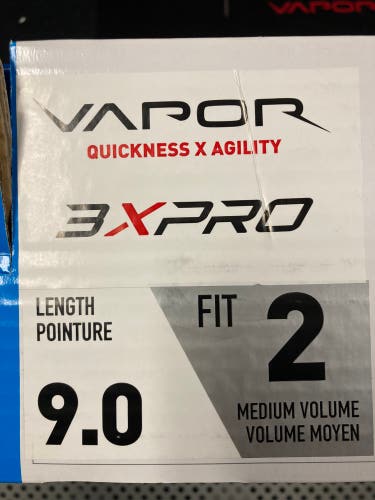 VAPOR
VAPOR
QUICKNESS X AGILITY
3XPRO
LENGTH
POINTURE
9.0
FIT 2
MEDIUM VOLUME
VOLUME MOYEN